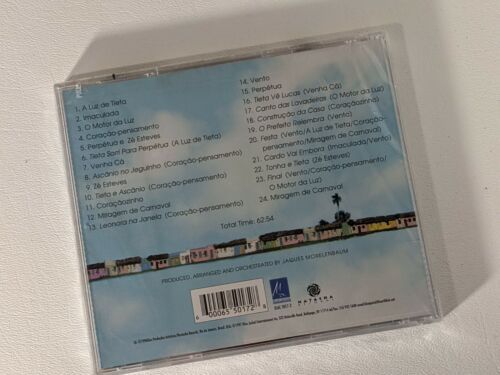 1. A Luz de Tieta
2. Imaculada
3. O Motor da Luz
4. Coração-pensamento
5. Perpétua e Zé Esteves
6. Tieta Sorri Para Perpétua (A Luz de Tieta)
7. Venha Cá
8. Ascânio no Jeguinho (Coração-pensamento)
9. Zé Esteves
10. Tieta e Ascânio (Coração-pensamento)
11. Coraçãozinho
12. Miragem de Carnaval
13. Leonora na Janela (Coração-pensamento)
14. Vento
15. Perpétua
16. Tieta Vê Lucas (Venha Cá)
17. Canto das Lavadeiras (O Motor da Luz)
18. Construção da Casa (Coraçãozinho)
19. O Prefeito Relembra (Vento)
20. Festa (Vento/A Luz de Tieta/Coração-
pensamento/Miragem de Carnaval)
21. Cardo Vai Embora (Imaculada/Vento)
22. Tonha e Tieta (Zé Esteves)
23. Final (Vento/Coração-pensamento/
O Motor da Luz)
24. Miragem de Carnaval
Total Time: 62:54
PRODUCED, ARRANGED AND ORCHESTRATED BY JAQUES MORELENBAUM
6 00065 50172 8
NATASHA